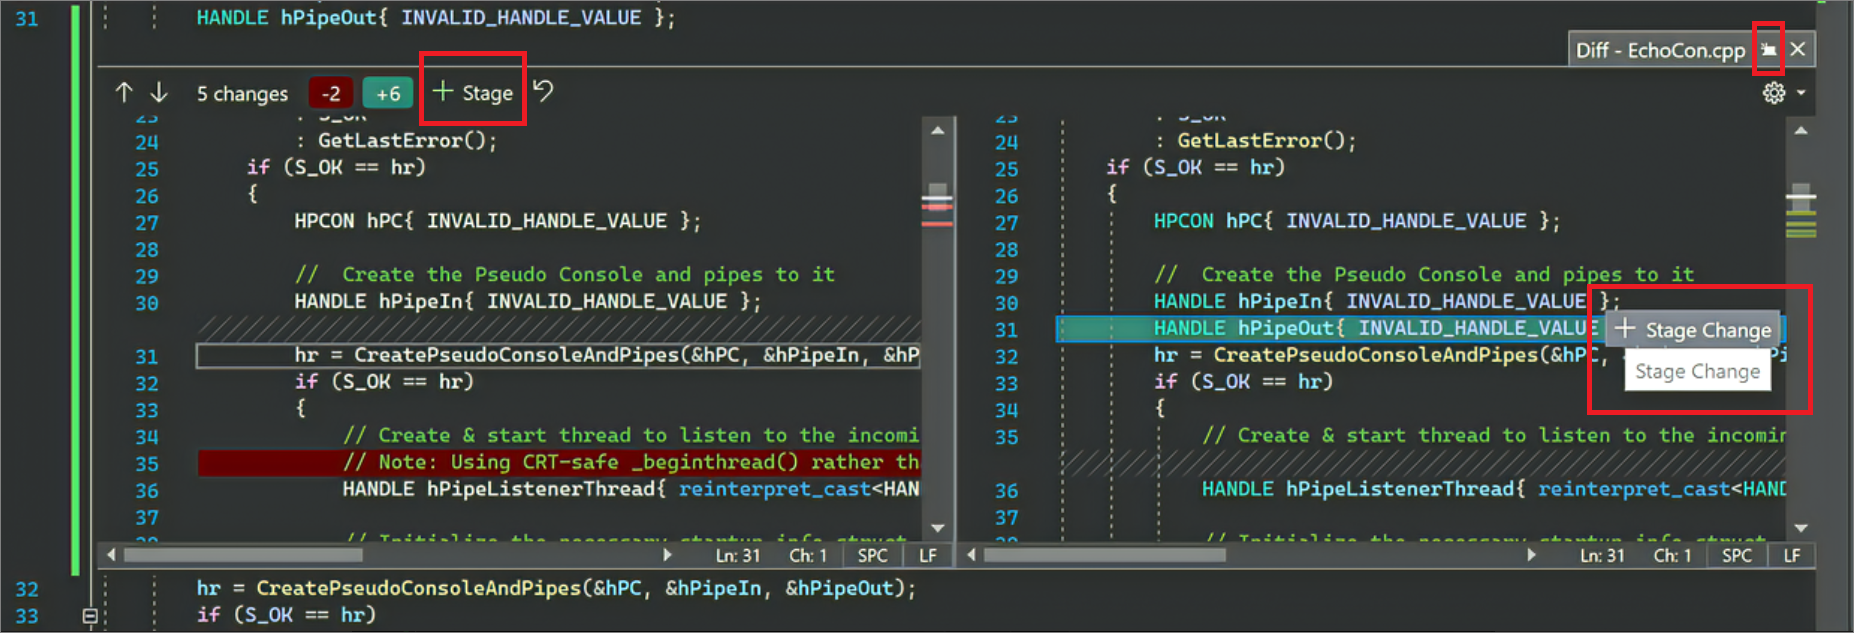 31 HANDLE hPipeOut{ INVALID_HANDLE_VALUE };
Diff - EchoCon.cpp
5 changes -2 +6 + Stage
23 : S_OK
24 : GetLastError();
25 if (S_OK == hr)
26 {
27 HPCON hPC{ INVALID_HANDLE_VALUE };
28
29 // Create the Pseudo Console and pipes to it
30 HANDLE hPipeIn{ INVALID_HANDLE_VALUE };
31 hr = CreatePseudoConsoleAndPipes(&hPC, &hPipeIn, &hP
32 if (S_OK == hr)
33 {
34 // Create & start thread to listen to the incomi
35 // Note: Using CRT-safe _beginthread() rather tha
36 HANDLE hPipeListenerThread{ reinterpret_cast<HAN
37
// Initialize the necessary startup info struct
Ln: 31 Ch: 1 SPC LF
23 : S_OK
24 : GetLastError();
25 if (S_OK == hr)
26 {
27 HPCON hPC{ INVALID_HANDLE_VALUE };
28
29 // Create the Pseudo Console and pipes to it
30 HANDLE hPipeIn{ INVALID_HANDLE_VALUE };
31 HANDLE hPipeOut{ INVALID_HANDLE_VALUE + Stage Change
32 hr = CreatePseudoConsoleAndPipes(&hPC,
Stage Change
33 if (S_OK == hr)
34 {
35 // Create & start thread to listen to the incomin
36 HANDLE hPipeListenerThread{ reinterpret_cast<HAND
37
// Initialize the necessary startup info struct
Ln: 31 Ch: 1 SPC LF
32 hr = CreatePseudoConsoleAndPipes(&hPC, &hPipeIn, &hPipeOut);
33 if (S_OK == hr)